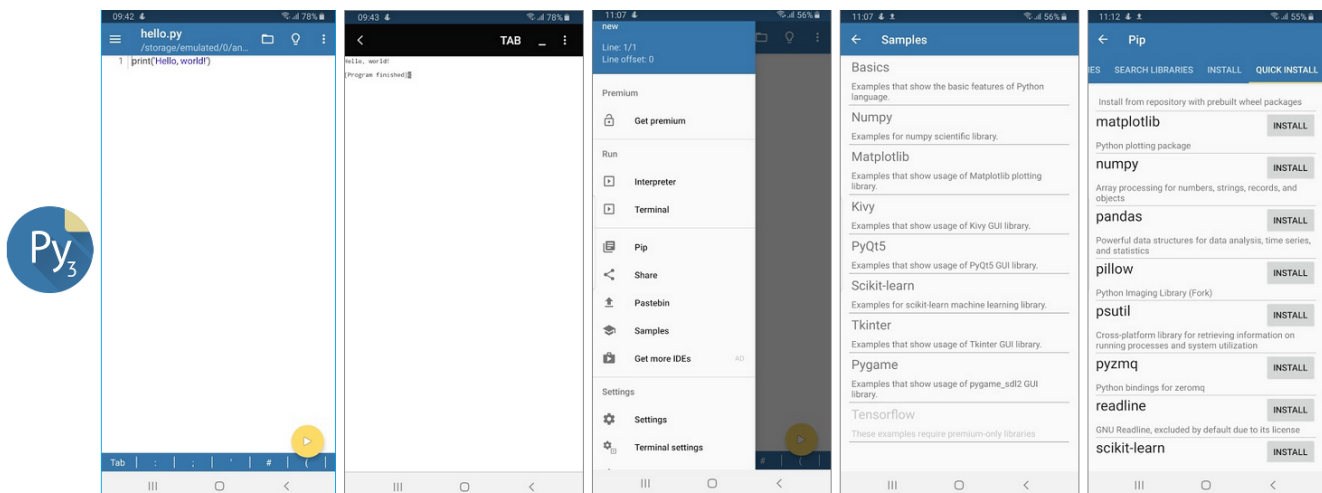 Py
3
09:42
78%
hello.py
/storage/emulated/0/an...
1 print('Hello, world!')
Tab : ; ' # (
09:43
78%
TAB _
Hello, world!
[Program finished]
11:07
56%
new
Line: 1/1
Line offset: 0
Premium
Get premium
Run
Interpreter
Terminal
Pip
Share
Pastebin
Samples
Get more IDEs AD
Settings
Settings
Terminal settings
# (
11:07
56%
Samples
Basics
Examples that show the basic features of Python
language.
Numpy
Examples for numpy scientific library.
Matplotlib
Examples that show usage of Matplotlib plotting
library.
Kivy
Examples that show usage of Kivy GUI library.
PyQt5
Examples that show usage of PyQt5 GUI library.
Scikit-learn
Examples for scikit-learn machine learning library.
Tkinter
Examples that show usage of Tkinter GUI library.
Pygame
Examples that show usage of pygame_sdl2 GUI
library.
Tensorflow
These examples require premium-only libraries
11:12
55%
Pip
IES SEARCH LIBRARIES INSTALL QUICK INSTALL
Install from repository with prebuilt wheel packages
matplotlib INSTALL
Python plotting package
numpy INSTALL
Array processing for numbers, strings, records, and
objects
pandas INSTALL
Powerful data structures for data analysis, time series,
and statistics
pillow INSTALL
Python Imaging Library (Fork)
psutil INSTALL
Cross-platform library for retrieving information on
running processes and system utilization
pyzmq INSTALL
Python bindings for zeromq
readline INSTALL
GNU Readline, excluded by default due to its license
scikit-learn INSTALL